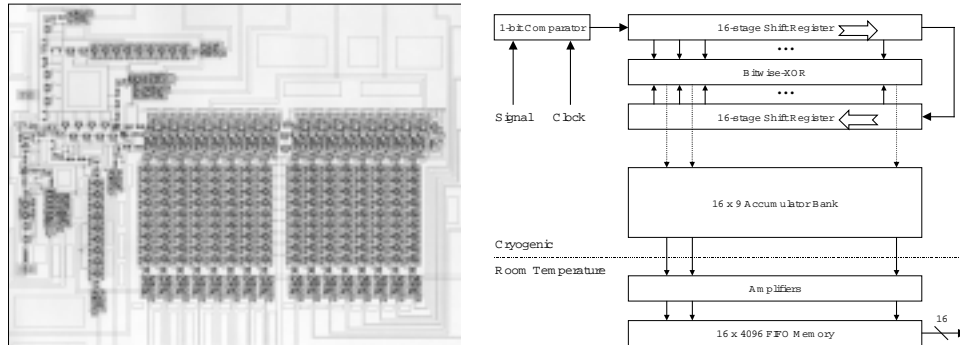 1-bit Comparator
16-stage Shift Register
•••
Bitwise-XOR
•••
Signal
Clock
16-stage Shift Register
16 x 9 Accumulator Bank
Cryogenic
Room Temperature
Amplifiers
16
16 x 4096 FIFO Memory